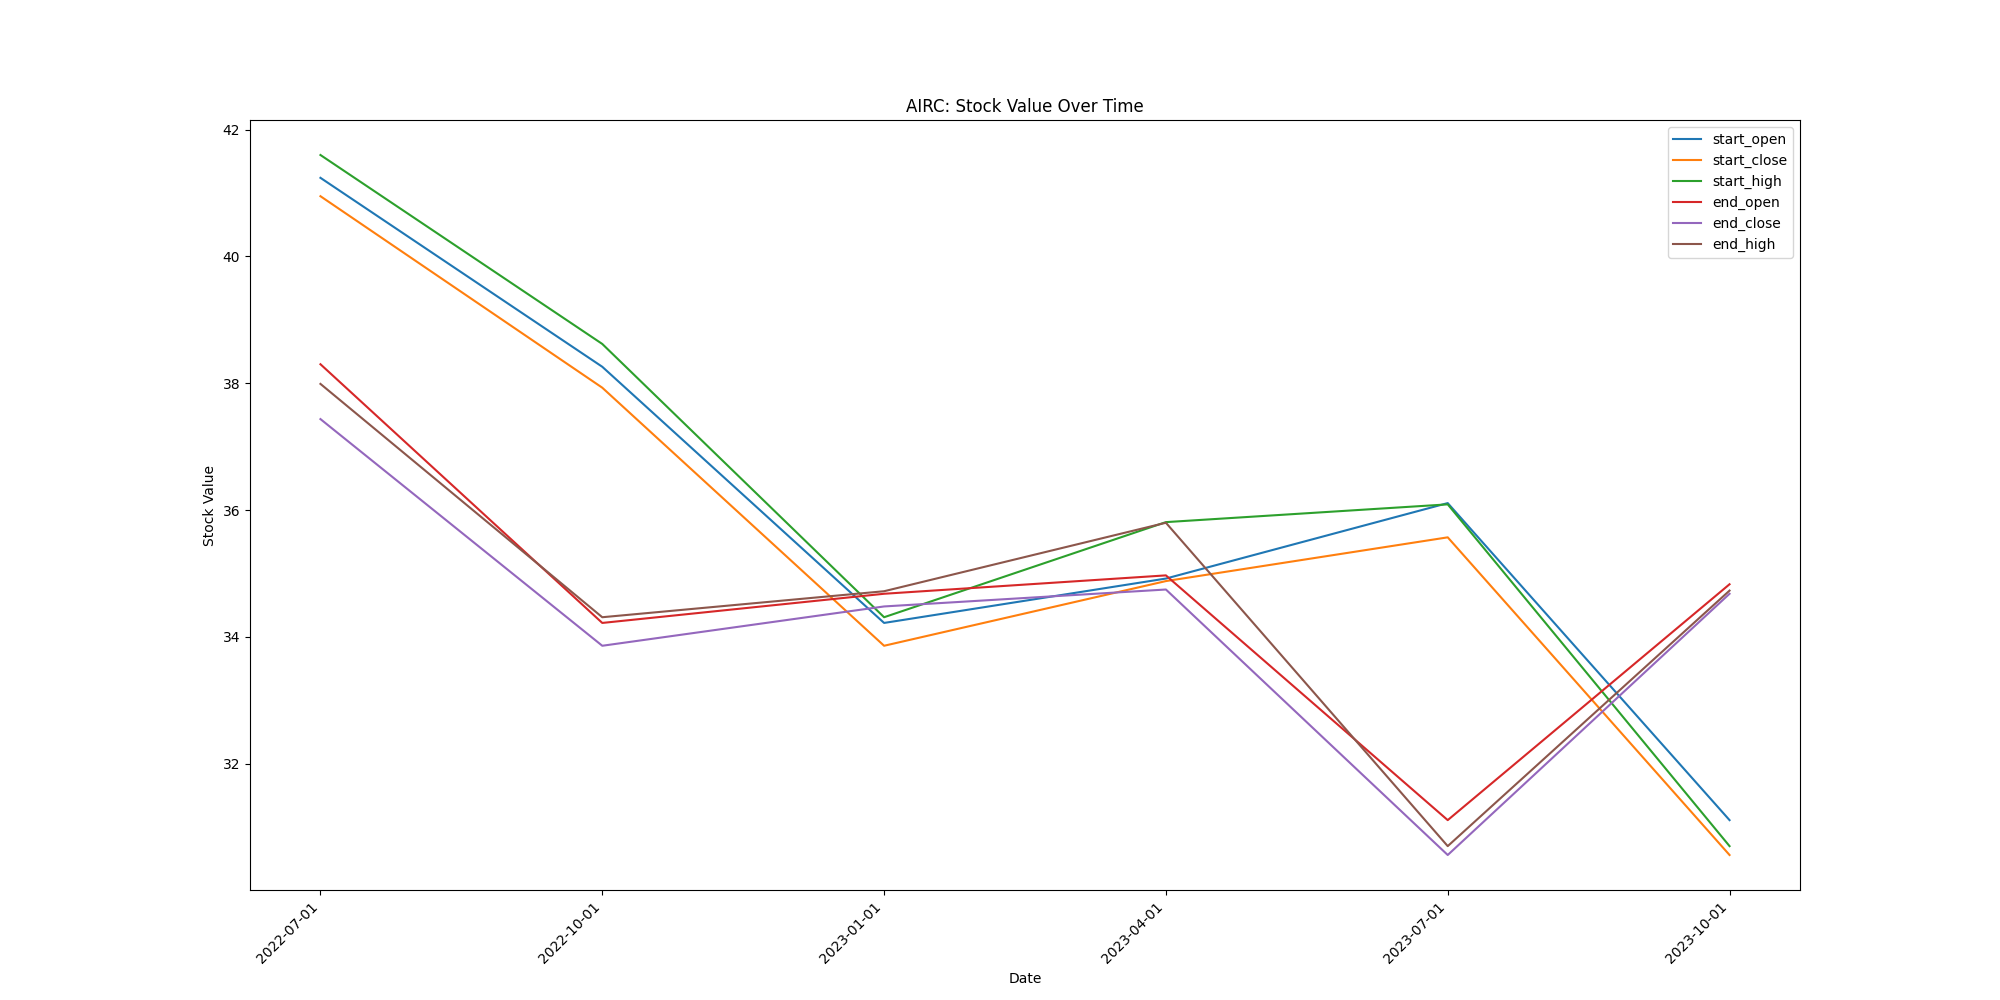 AIRC: Stock Value Over Time
42
40
38
36
34
32
Stock Value
start_open
start_close
start_high
end_open
end_close
end_high
2022-07-01
2022-10-01
2023-01-01
2023-04-01
2023-07-01
2023-10-01
Date